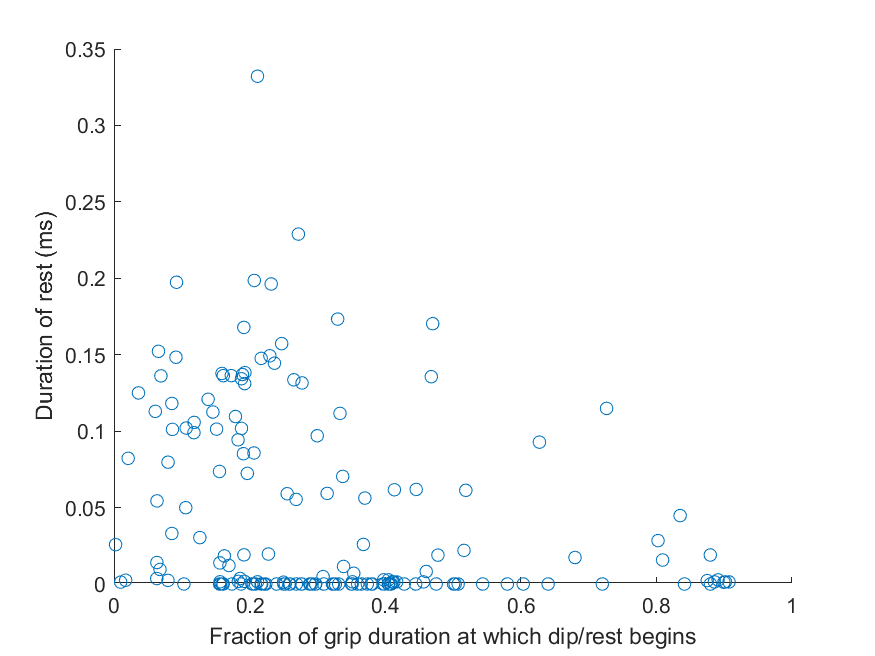 0.35
0.3
0.25
0.2
0.15
0.1
0.05
0
Duration of rest (ms)
0 0.2 0.4 0.6 0.8 1
Fraction of grip duration at which dip/rest begins